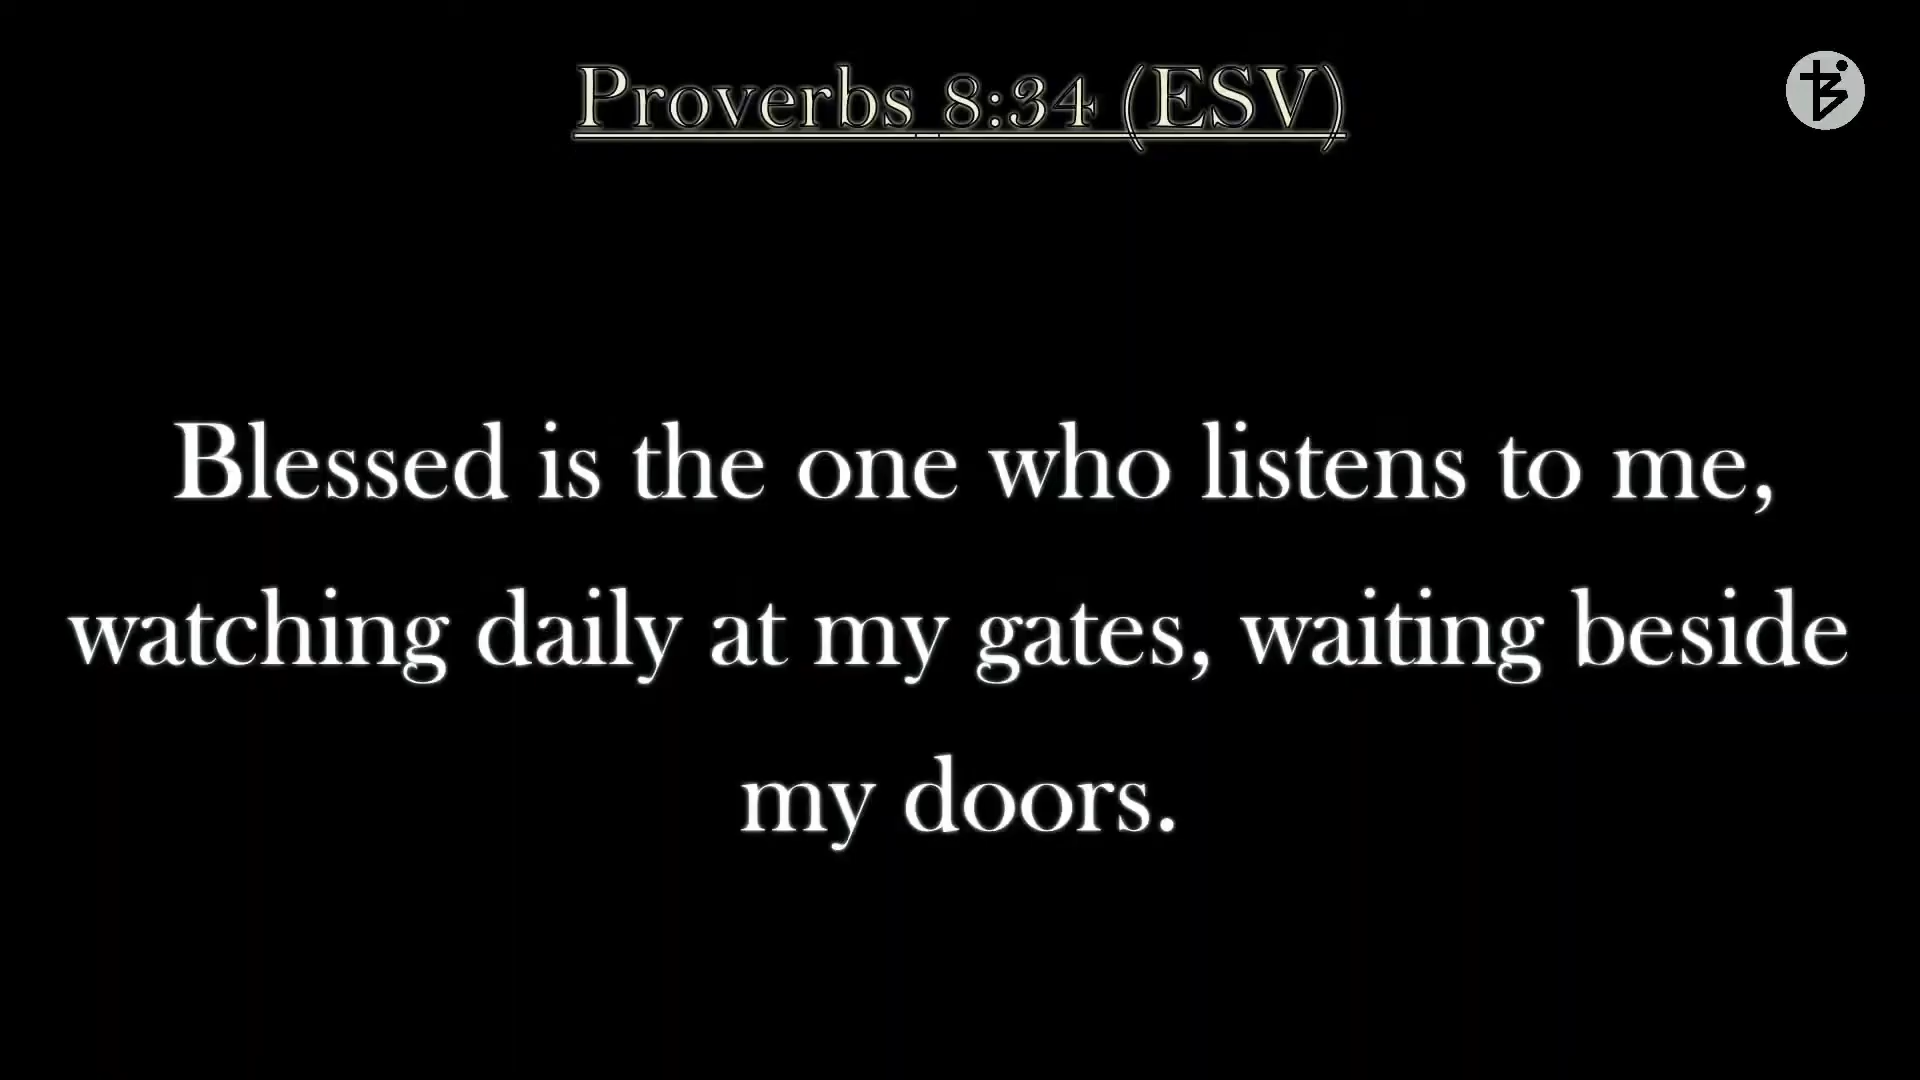 Proverbs 8:34 (ESV)
Blessed is the one who listens to me,
watching daily at my gates, waiting beside
my doors.